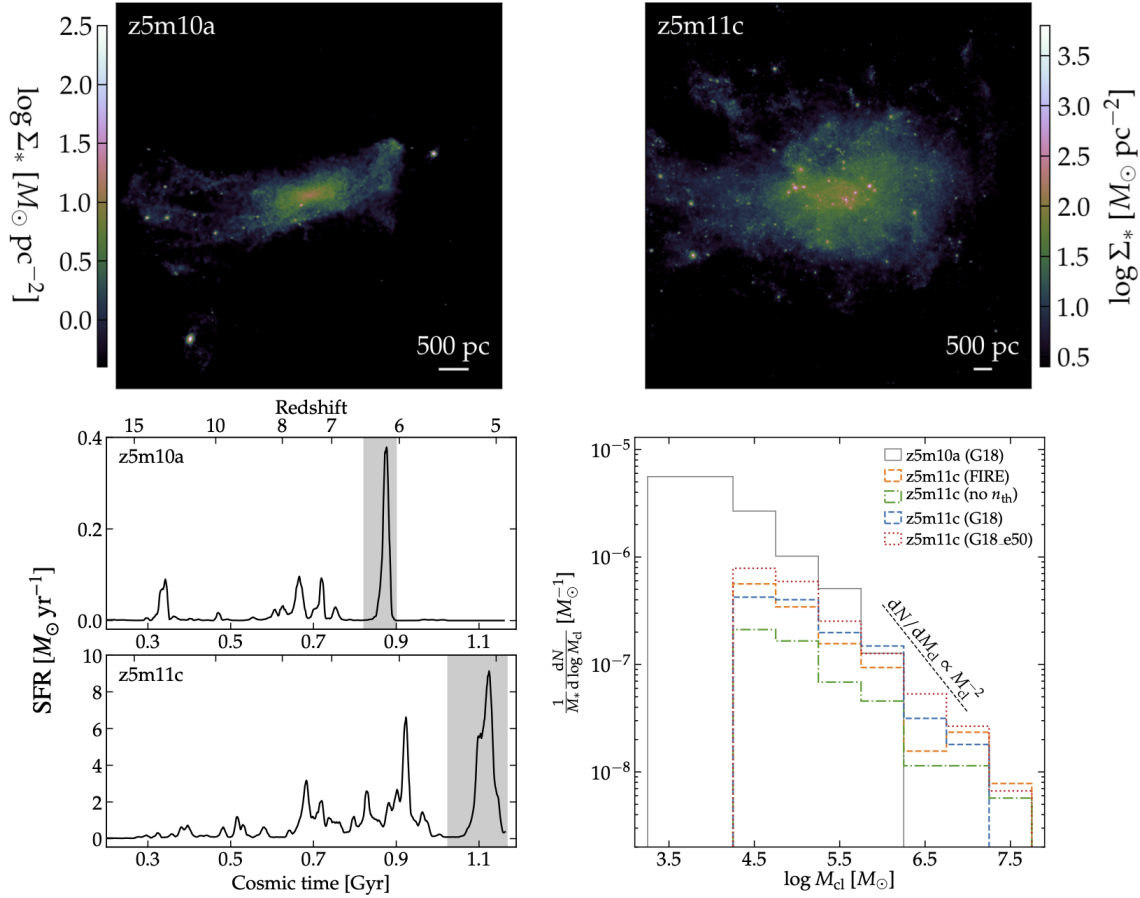 z5m10a
2.5
2.0
1.5
1.0
0.5
0.0
log Σ* [M⊙ pc⁻²]
500 pc
z5m11c
3.5
3.0
2.5
2.0
1.5
1.0
0.5
log Σ* [M⊙ pc⁻²]
500 pc
Redshift
15 10 8 7 6 5
z5m10a
0.4
0.2
0.0
0.3 0.5 0.7 0.9 1.1
z5m11c
10
8
6
4
2
0
0.3 0.5 0.7 0.9 1.1
SFR [M⊙ yr⁻¹]
Cosmic time [Gyr]
z5m10a (G18)
z5m11c (FIRE)
z5m11c (no nth)
z5m11c (G18)
z5m11c (G18_e50)
dN/dMcl ∝ Mcl⁻²
10⁻⁵
10⁻⁶
10⁻⁷
10⁻⁸
1/M* dN/d log Mcl [M⊙⁻¹]
3.5 4.5 5.5 6.5 7.5
log Mcl [M⊙]